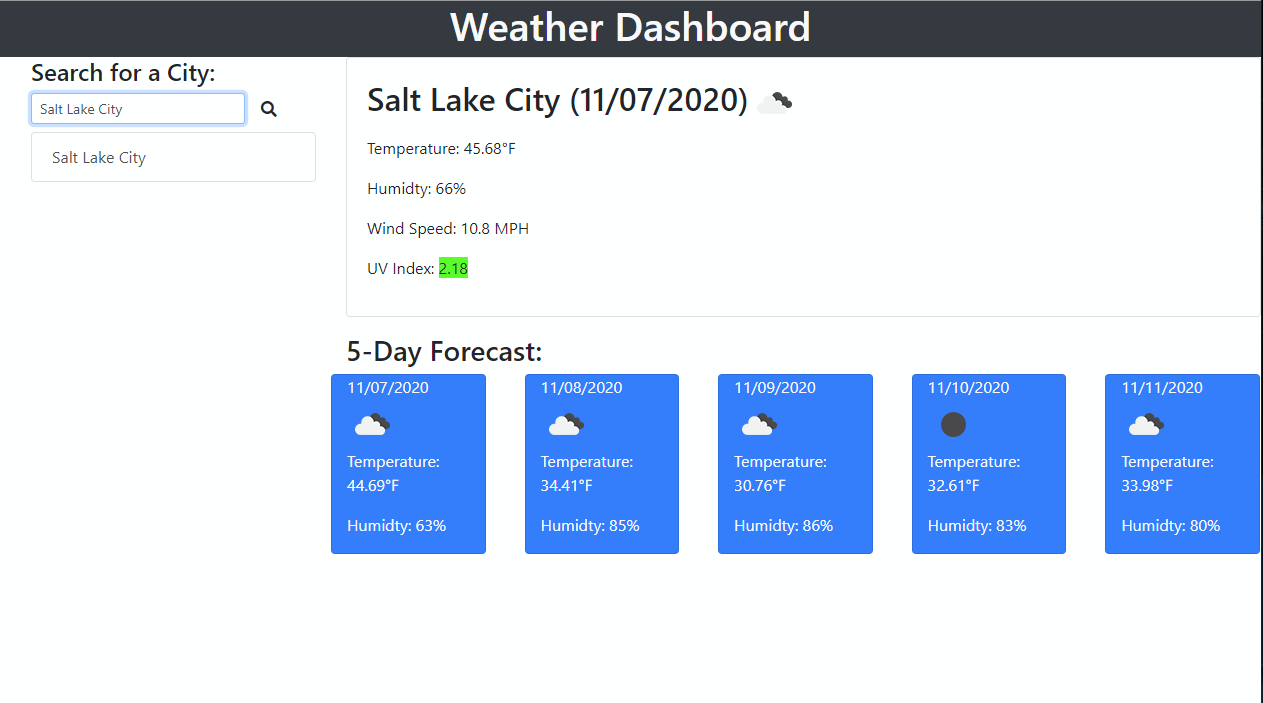 Weather Dashboard
Search for a City:
Salt Lake City
Salt Lake City
Salt Lake City (11/07/2020)
Temperature: 45.68°F
Humidty: 66%
Wind Speed: 10.8 MPH
UV Index: 2.18
5-Day Forecast:
11/07/2020
Temperature:
44.69°F
Humidty: 63%
11/08/2020
Temperature:
34.41°F
Humidty: 85%
11/09/2020
Temperature:
30.76°F
Humidty: 86%
11/10/2020
Temperature:
32.61°F
Humidty: 83%
11/11/2020
Temperature:
33.98°F
Humidty: 80%